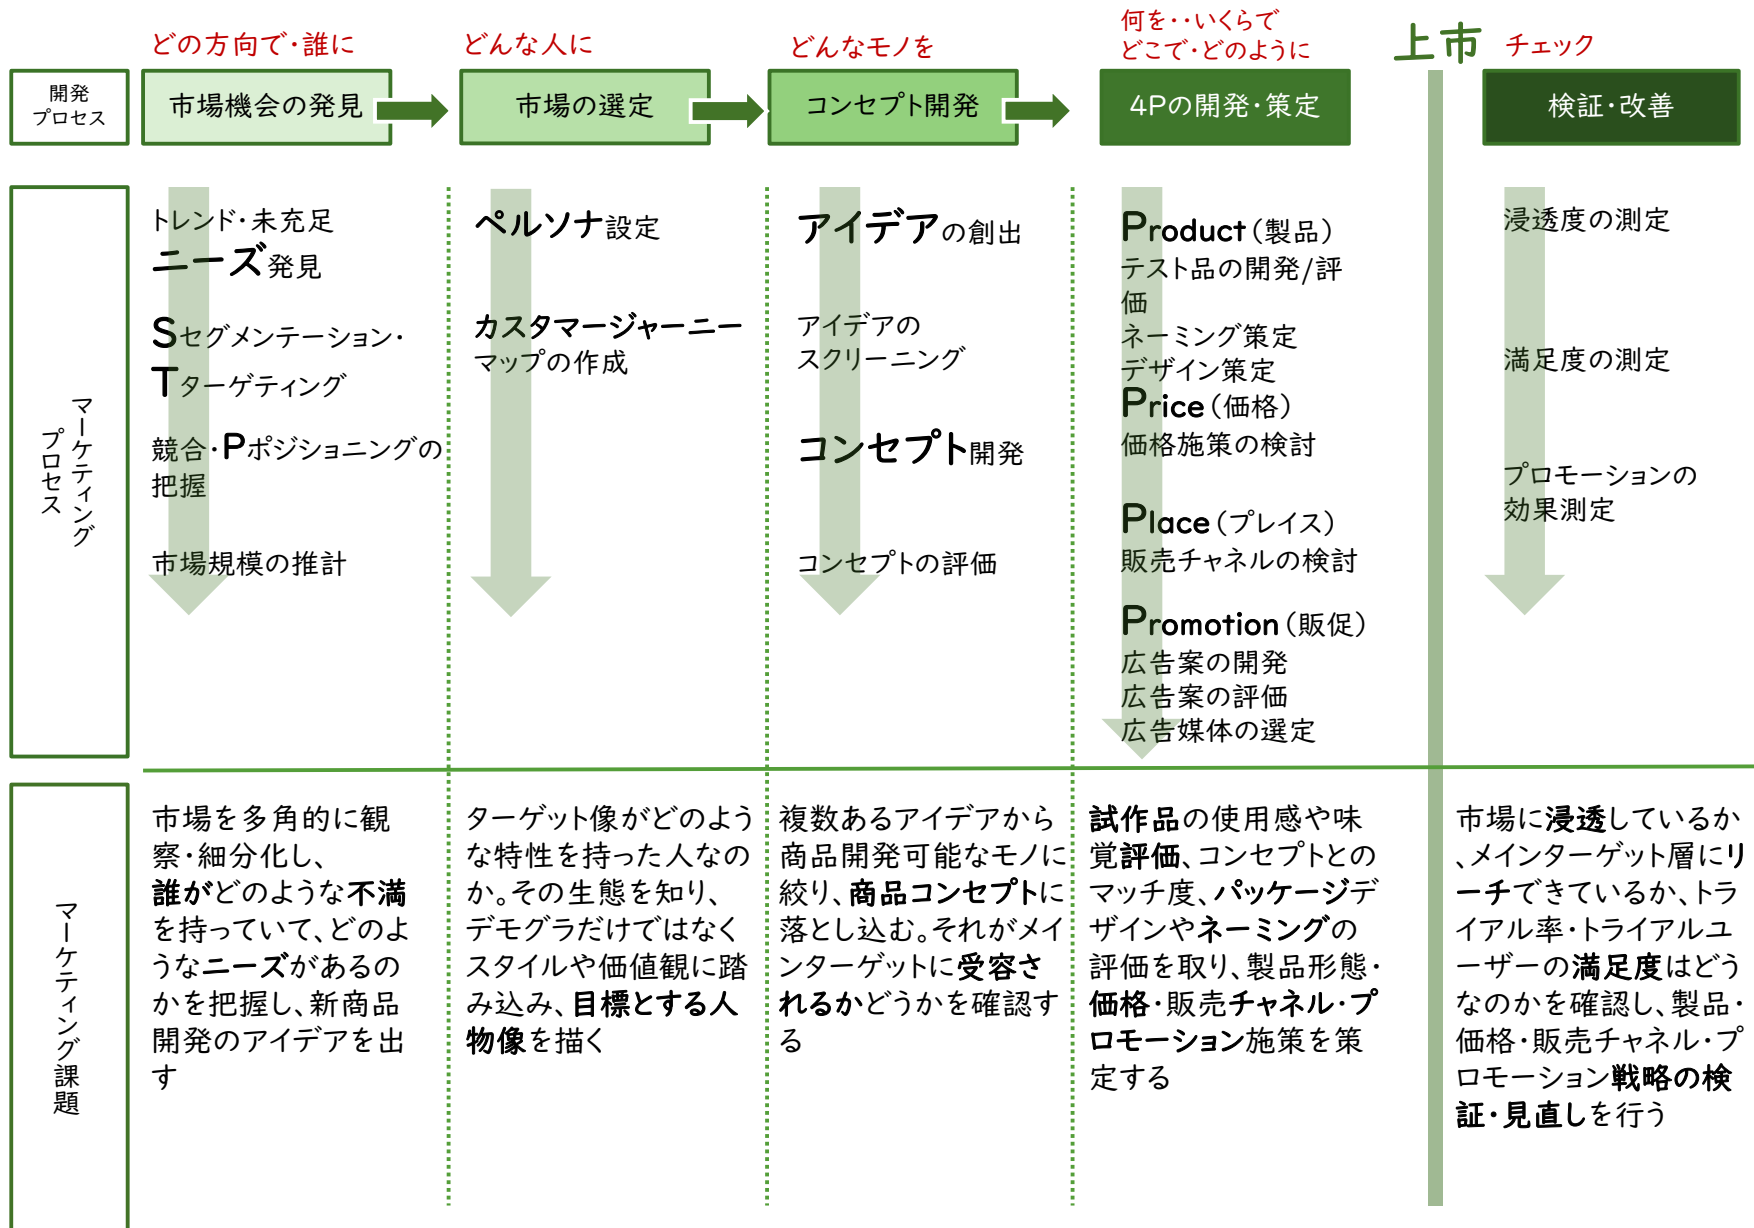 どの方向で・誰に
どんな人に
どんなモノを
何を・・いくらで
どこで・どのように
上市
チェック
開発
プロセス
市場機会の発見
市場の選定
コンセプト開発
4Pの開発・策定
検証・改善
マーケティング
プロセス
トレンド・未充足
ニーズ発見
Sセグメンテーション・
Tターゲティング
競合・Pポジショニングの
把握
市場規模の推計
ペルソナ設定
カスタマージャーニー
マップの作成
アイデアの創出
アイデアの
スクリーニング
コンセプト開発
コンセプトの評価
Product(製品)
テスト品の開発/評
価
ネーミング策定
デザイン策定
Price(価格)
価格施策の検討
Place(プレイス)
販売チャネルの検討
Promotion(販促)
広告案の開発
広告案の評価
広告媒体の選定
浸透度の測定
満足度の測定
プロモーションの
効果測定
マーケティング課題
市場を多角的に観
察・細分化し、
誰がどのような不満
を持っていて、どのよ
うなニーズがあるの
かを把握し、新商品
開発のアイデアを出
す
ターゲット像がどのよう
な特性を持った人なの
か。その生態を知り、
デモグラだけではなく
スタイルや価値観に踏
み込み、目標とする人
物像を描く
複数あるアイデアから
商品開発可能なモノに
絞り、商品コンセプトに
落とし込む。それがメイ
ンターゲットに受容さ
れるかどうかを確認す
る
試作品の使用感や味
覚評価、コンセプトとの
マッチ度、パッケージデ
ザインやネーミングの
評価を取り、製品形態・
価格・販売チャネル・プ
ロモーション施策を策
定する
市場に浸透しているか
、メインターゲット層にリ
ーチできているか、トラ
イアル率・トライアルユ
ーザーの満足度はどう
なのかを確認し、製品・
価格・販売チャネル・プ
ロモーション戦略の検
証・見直しを行う